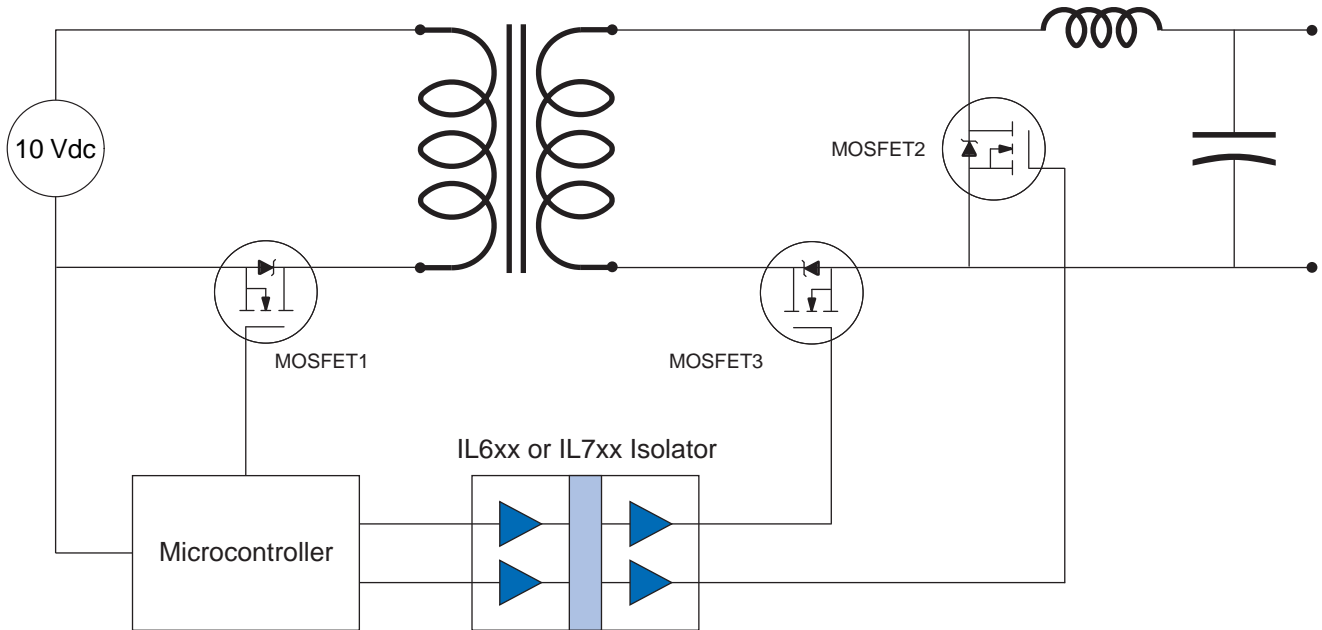 10 Vdc
MOSFET2
MOSFET1
MOSFET3
IL6xx or IL7xx Isolator
Microcontroller